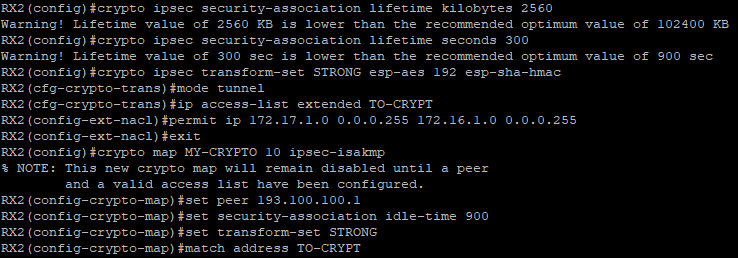 RX2(config)#crypto ipsec security-association lifetime kilobytes 2560
Warning! Lifetime value of 2560 KB is lower than the recommended optimum value of 102400 KB
RX2(config)#crypto ipsec security-association lifetime seconds 300
Warning! Lifetime value of 300 sec is lower than the recommended optimum value of 900 sec
RX2(config)#crypto ipsec transform-set STRONG esp-aes 192 esp-sha-hmac
RX2(cfg-crypto-trans)#mode tunnel
RX2(cfg-crypto-trans)#ip access-list extended TO-CRYPT
RX2(config-ext-nacl)#permit ip 172.17.1.0 0.0.0.255 172.16.1.0 0.0.0.255
RX2(config-ext-nacl)#exit
RX2(config)#crypto map MY-CRYPTO 10 ipsec-isakmp
% NOTE: This new crypto map will remain disabled until a peer
        and a valid access list have been configured.
RX2(config-crypto-map)#set peer 193.100.100.1
RX2(config-crypto-map)#set security-association idle-time 900
RX2(config-crypto-map)#set transform-set STRONG
RX2(config-crypto-map)#match address TO-CRYPT